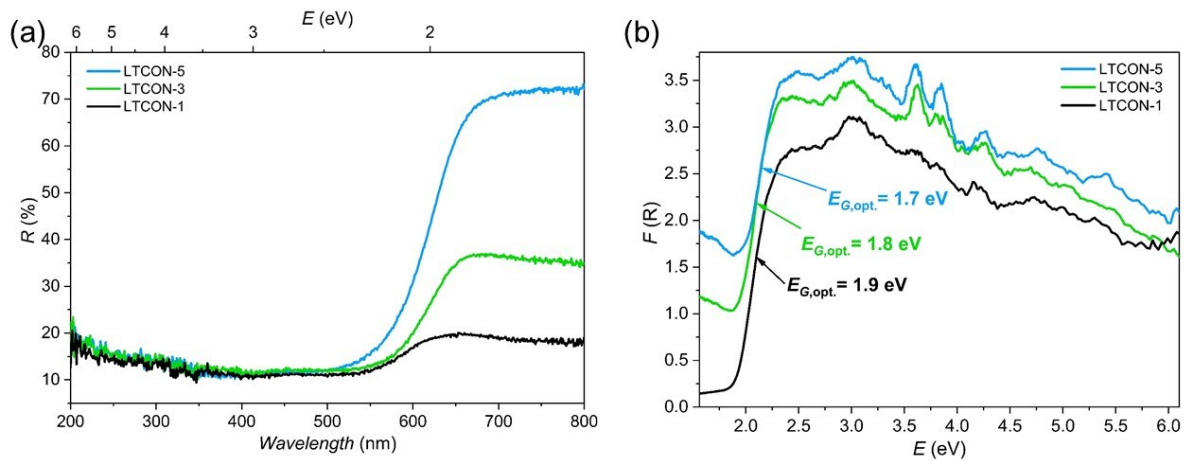 (a)
E (eV)
6 5 4 3 2
80
70
60
50
40
30
20
10
R (%)
LTCON-5
LTCON-3
LTCON-1
200 300 400 500 600 700 800
Wavelength (nm)
(b)
3.5
3.0
2.5
2.0
1.5
1.0
0.5
0.0
F (R)
LTCON-5
LTCON-3
LTCON-1
EG,opt.= 1.7 eV
EG,opt.= 1.8 eV
EG,opt.= 1.9 eV
2.0 2.5 3.0 3.5 4.0 4.5 5.0 5.5 6.0
E (eV)